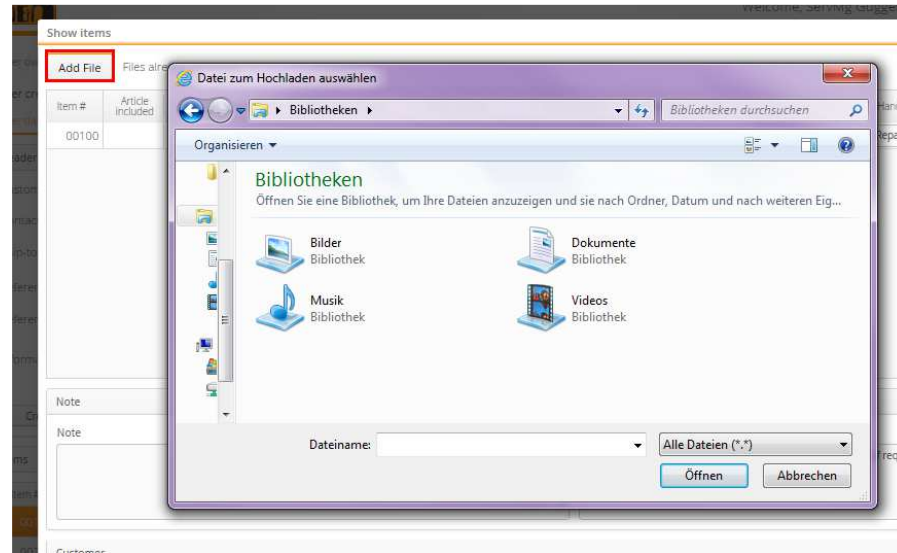 Welcome, ServMg Gugge
Show items
Add File Files alre
Datei zum Hochladen auswählen
Item # Article included
Bibliotheken
Bibliotheken durchsuchen
00100
Repa
Organisieren
Bibliotheken
Öffnen Sie eine Bibliothek, um Ihre Dateien anzuzeigen und sie nach Ordner, Datum und nach weiteren Eig...
Bilder
Bibliothek
Dokumente
Bibliothek
Musik
Bibliothek
Videos
Bibliothek
Note
Note
Dateiname:
Alle Dateien (*.*)
Öffnen
Abbrechen
Customer